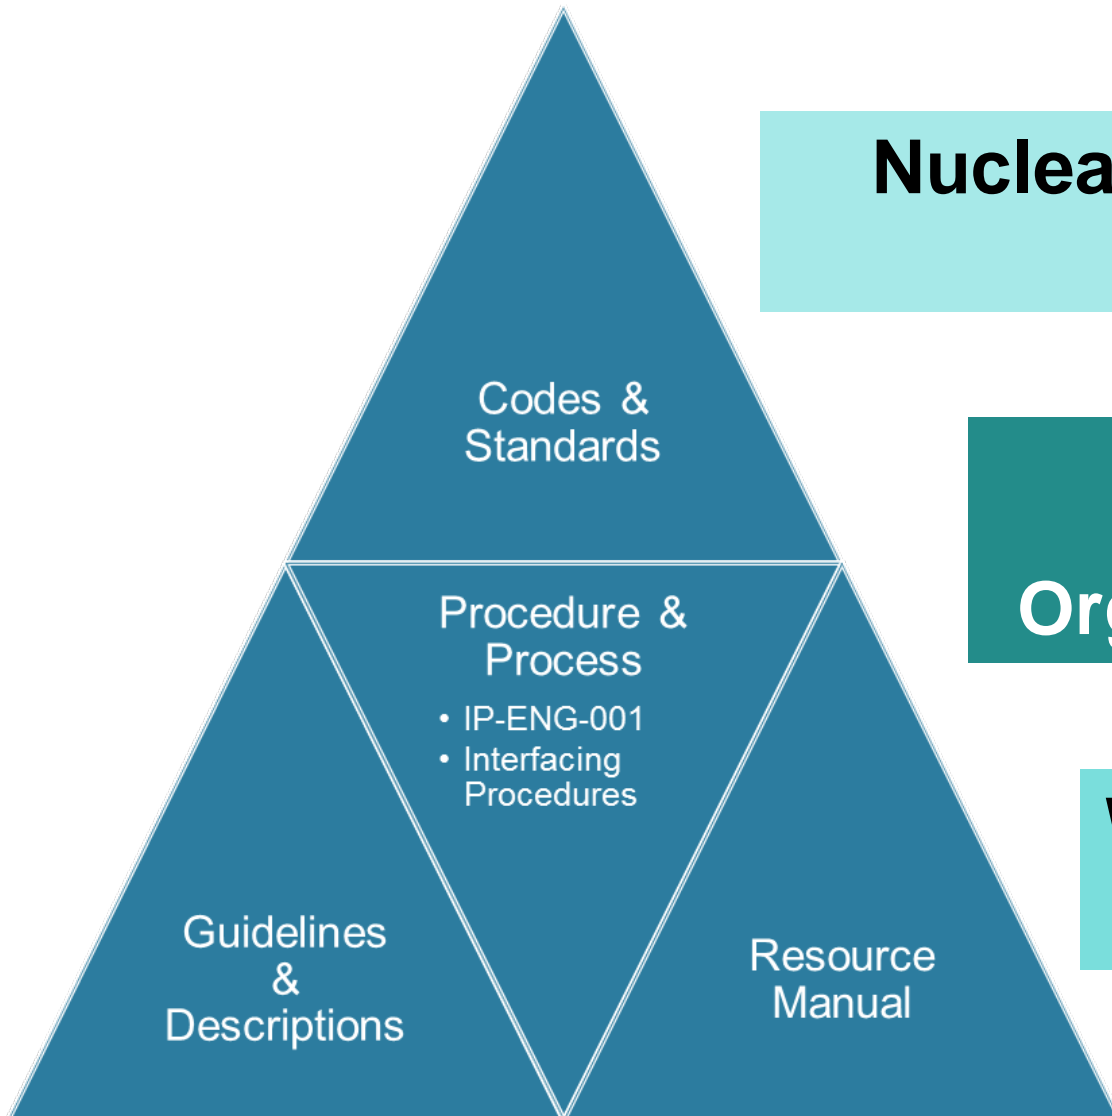 Nuclea
Codes &
Standards
Org
Procedure &
Process
• IP-ENG-001
• Interfacing
Procedures
Guidelines
&
Descriptions
Resource
Manual